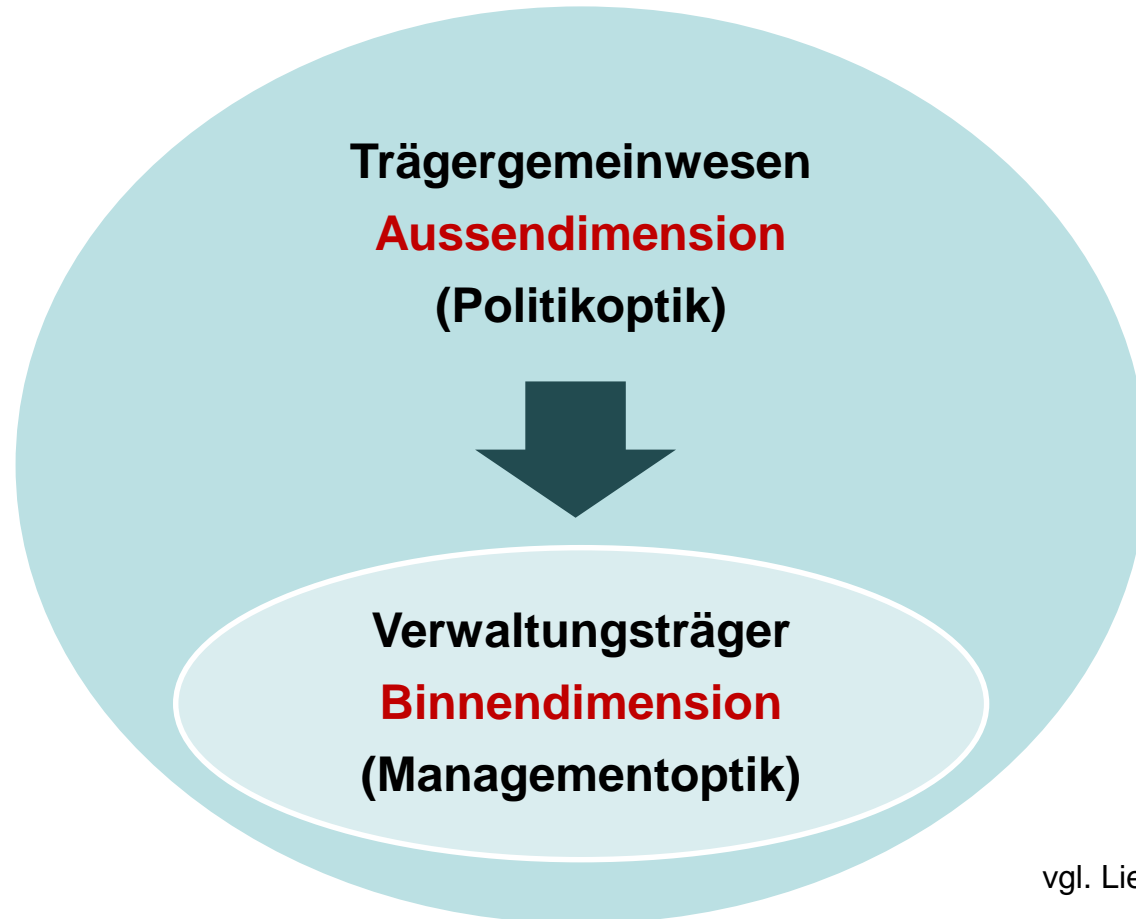 Trägergemeinwesen
Aussendimension
(Politikoptik)
Verwaltungsträger
Binnendimension
(Managementoptik)
vgl.